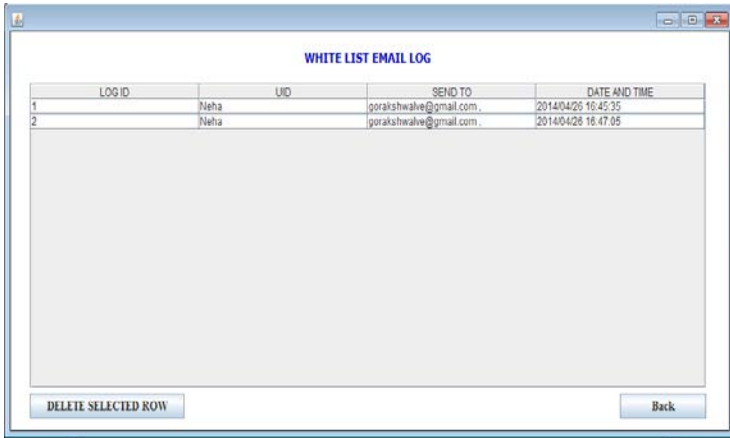 WHITE LIST EMAIL LOG
LOG ID UID SEND TO DATE AND TIME
1 Neha gorakshwalve@gmail.com , 2014/04/26 16:45:35
2 Neha gorakshwalve@gmail.com , 2014/04/26 16:47:05
DELETE SELECTED ROW Back